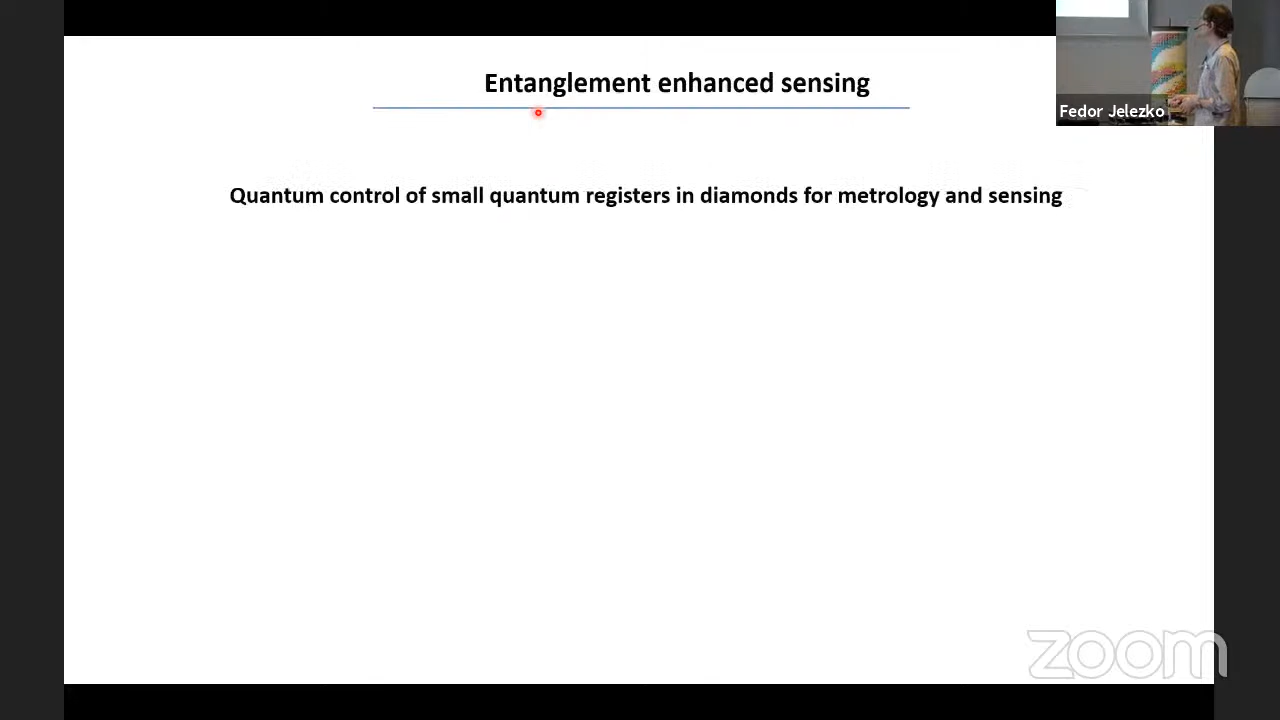 Entanglement enhanced sensing
Fedor Jelezko
Quantum control of small quantum registers in diamonds for metrology and sensing
zoom